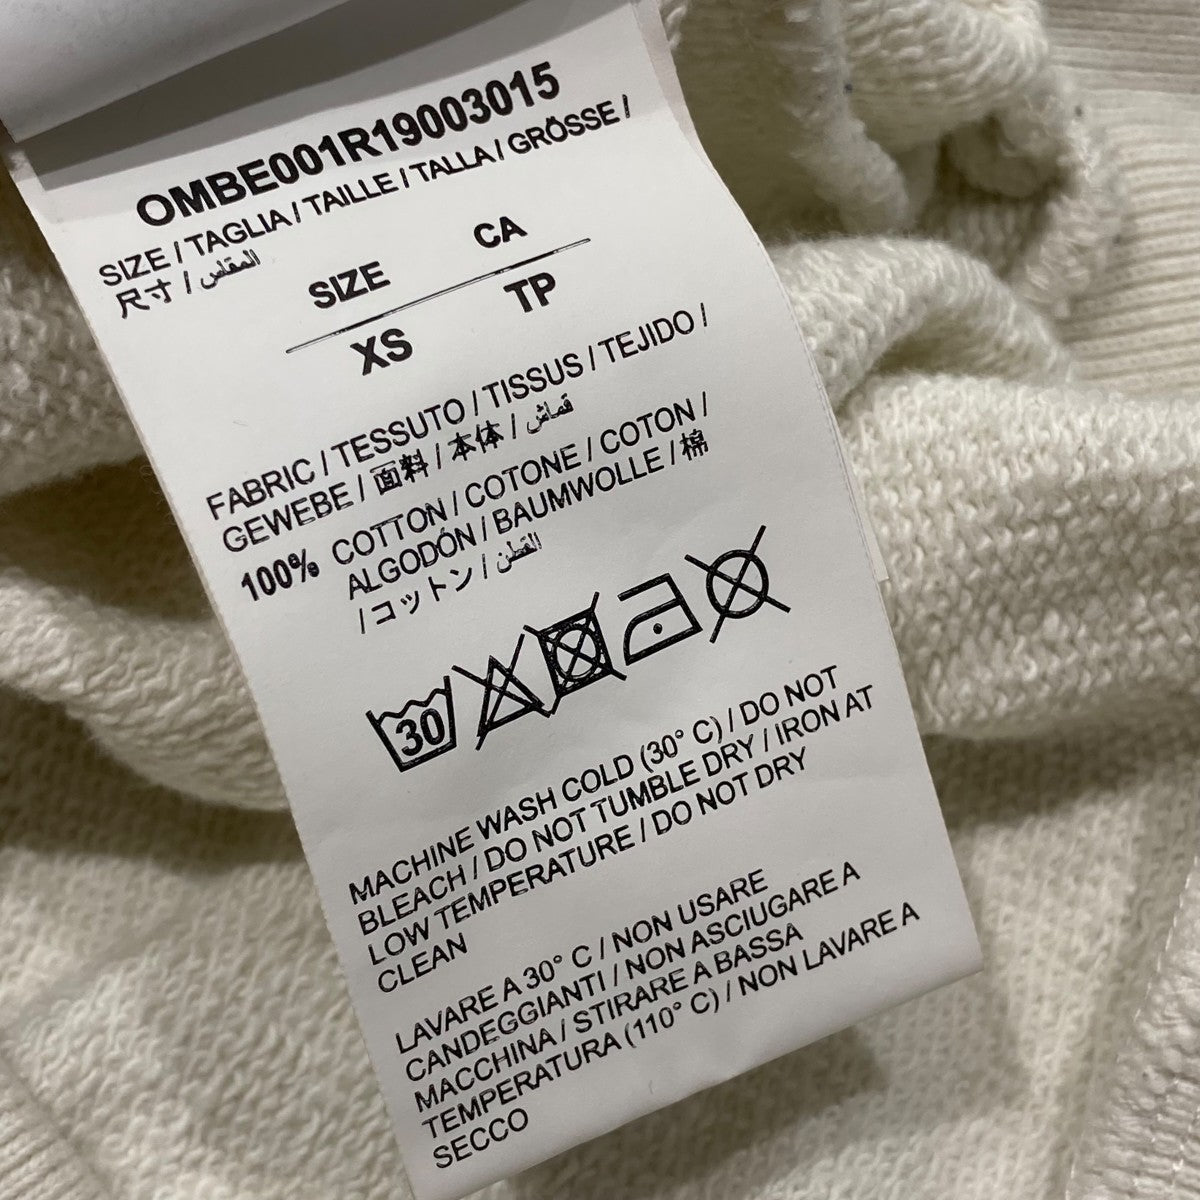 OMBE001R19003015
SIZE / TAGLIA / TAILLE / TALLA / GRÖSSE /
尺寸 / المقاس
SIZE CA
XS TP
FABRIC / TESSUTO / TISSUS / TEJIDO /
GEWEBE / 面料 / 本体 / قماش
100% COTTON / COTONE / COTON /
ALGODÓN / BAUMWOLLE / 棉
/ コットン / القطن
30
MACHINE WASH COLD (30° C) / DO NOT
BLEACH / DO NOT TUMBLE DRY / IRON AT
LOW TEMPERATURE / DO NOT DRY
CLEAN
LAVARE A 30° C / NON USARE
CANDEGGIANTI / NON ASCIUGARE A
MACCHINA / STIRARE A BASSA
TEMPERATURA (110° C) / NON LAVARE A
SECCO